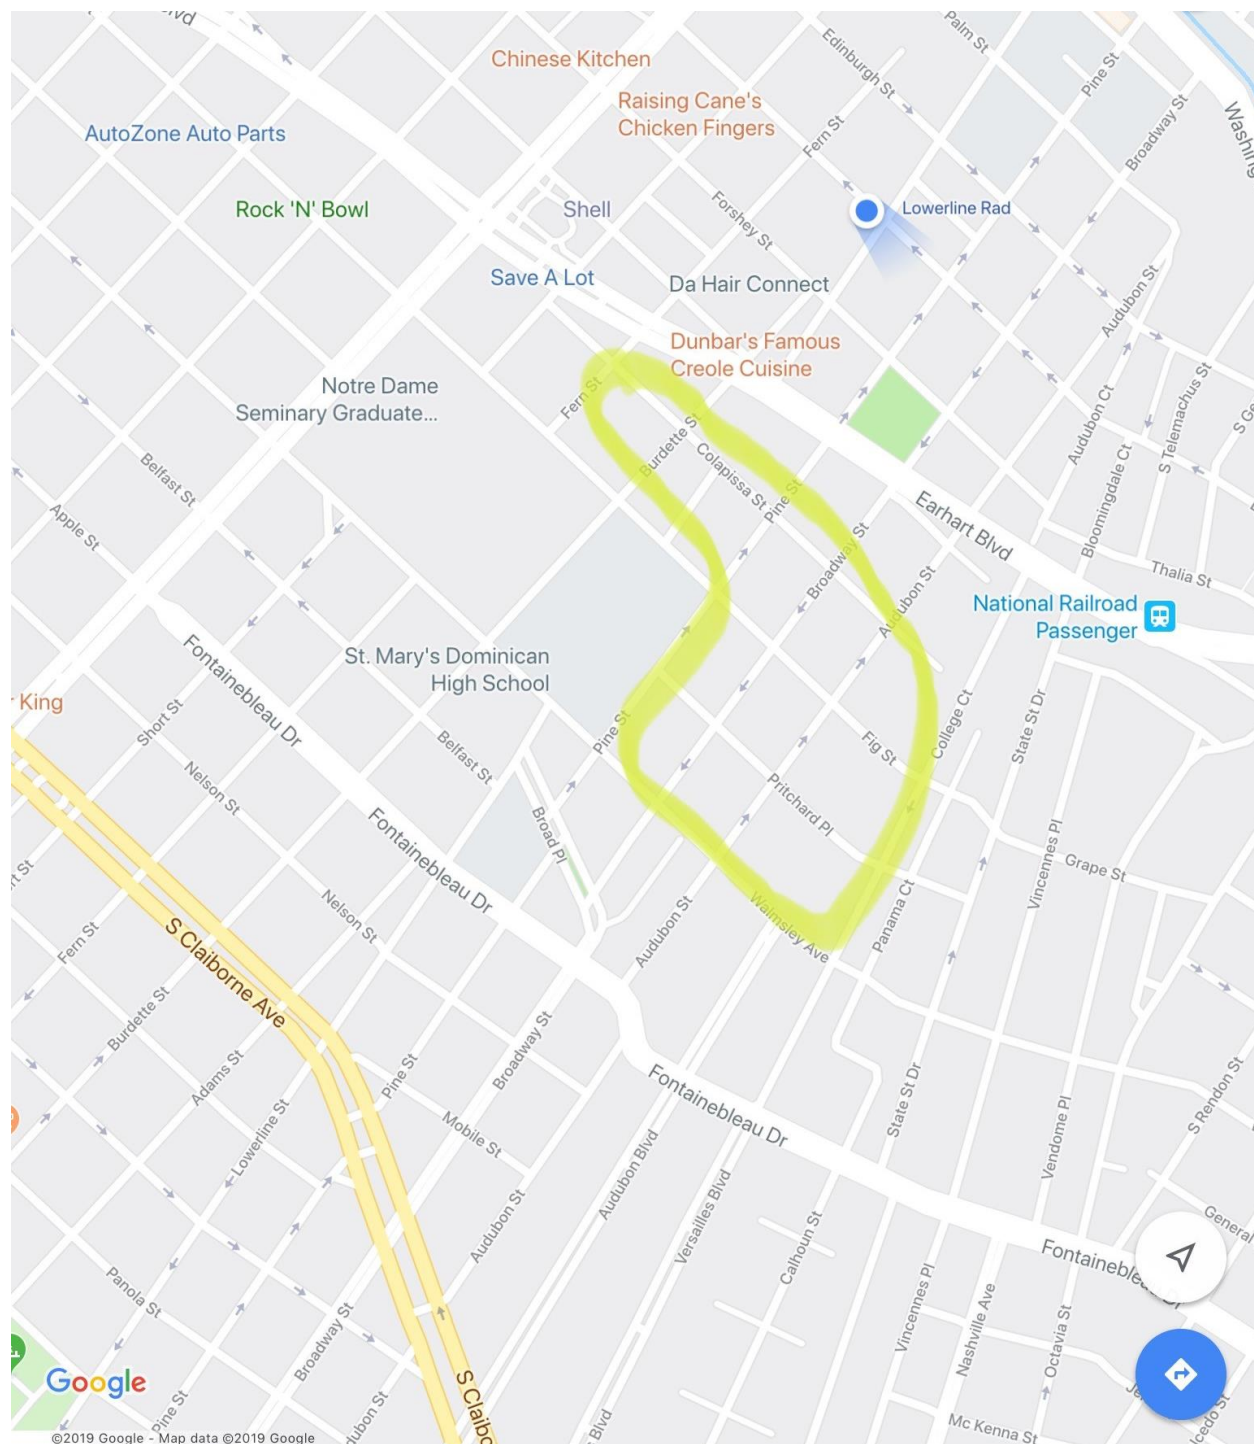 Chinese Kitchen
Raising Cane's
Chicken Fingers
AutoZone Auto Parts
Rock 'N' Bowl
Shell
Save A Lot
Da Hair Connect
Dunbar's Famous
Creole Cuisine
Lowerline Rad
Notre Dame
Seminary Graduate...
St. Mary's Dominican
High School
National Railroad
Passenger
King
Edinburgh St
Palm St
Pine St
Broadway St
Fern St
Forshey St
Audubon St
Audubon Ct
S Telemachus St
Bloomingdale Ct
Thalia St
Earhart Blvd
Fern St
Burdette St
Colapissa St
Pine St
Broadway St
Audubon St
Belfast St
Apple St
Fontainebleau Dr
Short St
Nelson St
Belfast St
Pine St
Broad Pl
Fontainebleau Dr
Fig St
Pritchard Pl
College Ct
State St Dr
Vincennes Pl
Grape St
Panama Ct
Walmsley Ave
Audubon St
Nelson St
S Claiborne Ave
Fern St
Burdette St
Adams St
Lowerline St
Pine St
Mobile St
Broadway St
Fontainebleau Dr
State St Dr
Vendome Pl
S Rendon St
Audubon Blvd
Versailles Blvd
Calhoun St
Audubon St
Panola St
Broadway St
Pine St
Vincennes Pl
Nashville Ave
Octavia St
General
Mc Kenna St
Google
©2019 Google - Map data ©2019 Google